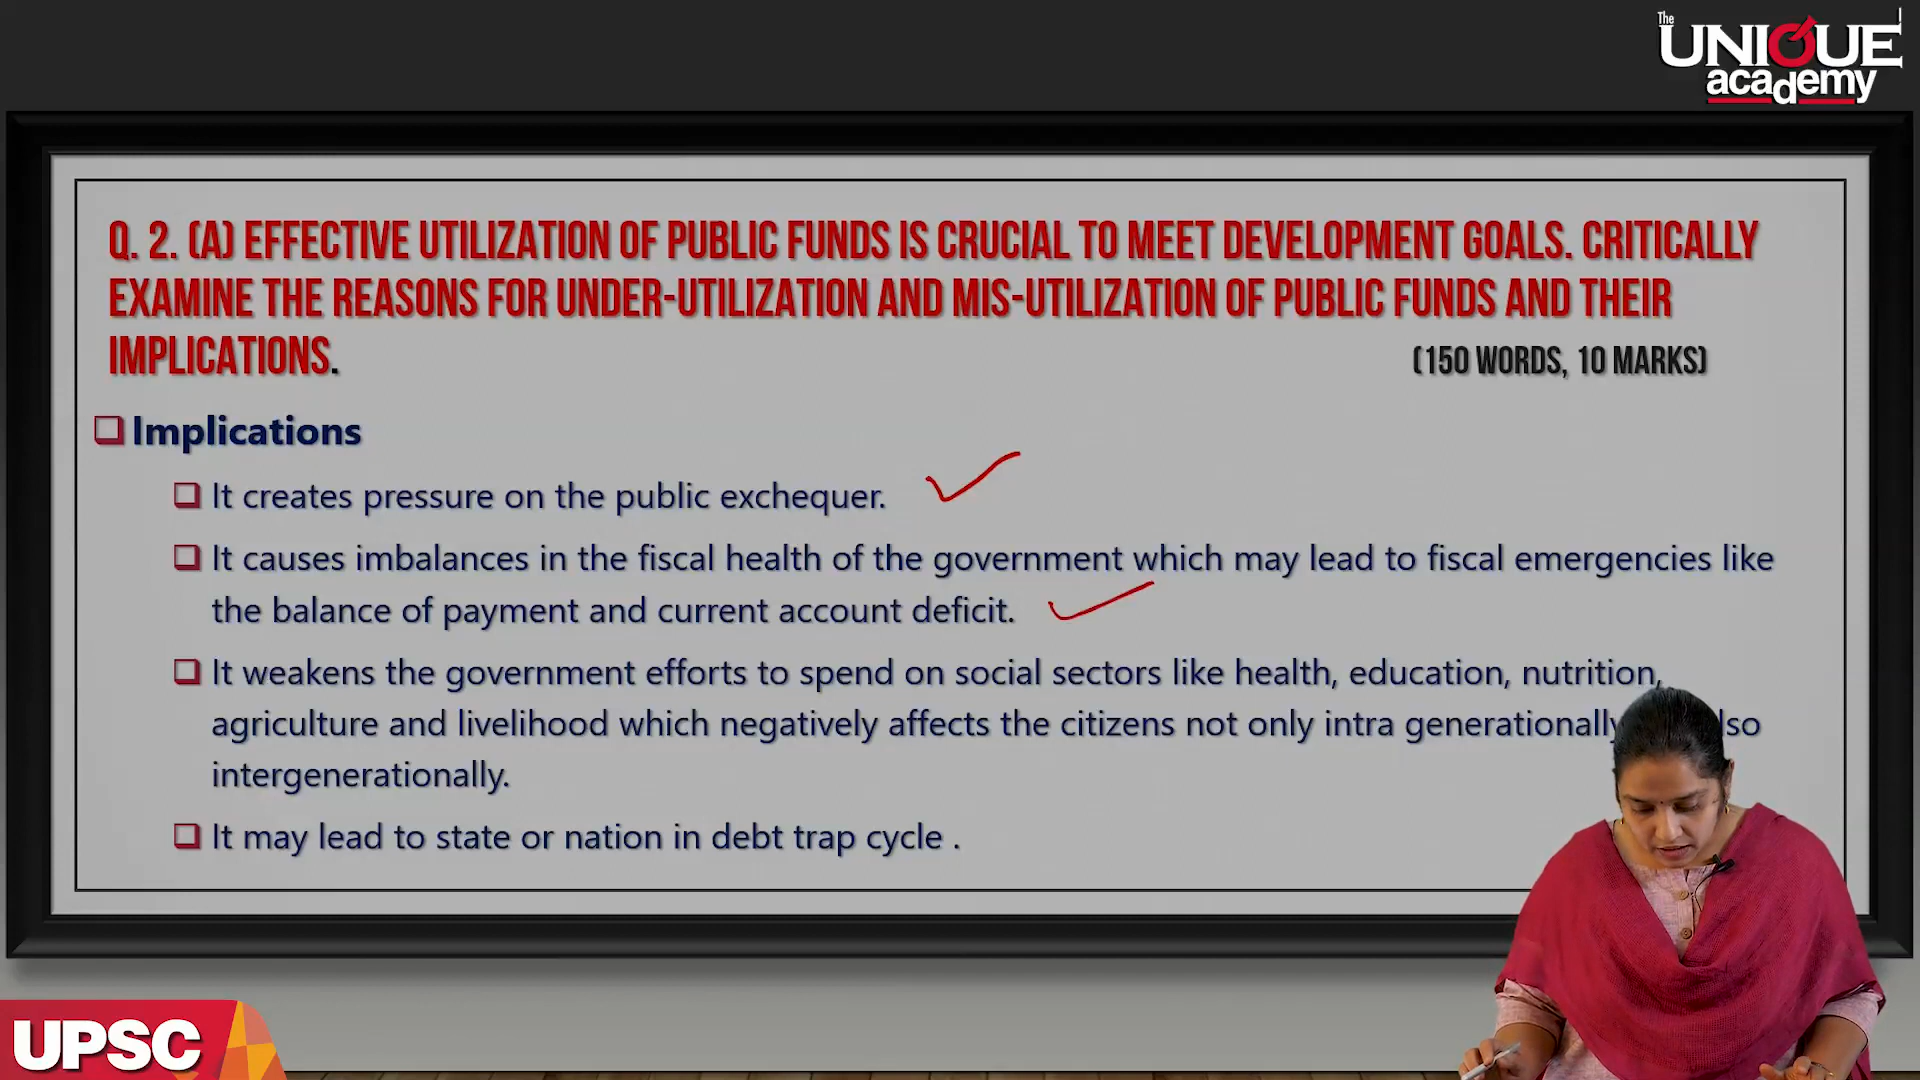 The
UNIQUE
academy
Q. 2. (A) EFFECTIVE UTILIZATION OF PUBLIC FUNDS IS CRUCIAL TO MEET DEVELOPMENT GOALS. CRITICALLY
EXAMINE THE REASONS FOR UNDER-UTILIZATION AND MIS-UTILIZATION OF PUBLIC FUNDS AND THEIR
IMPLICATIONS. (150 WORDS, 10 MARKS)
Implications
It creates pressure on the public exchequer.
It causes imbalances in the fiscal health of the government which may lead to fiscal emergencies like
the balance of payment and current account deficit.
It weakens the government efforts to spend on social sectors like health, education, nutrition,
agriculture and livelihood which negatively affects the citizens not only intra generationally
intergenerationally.
It may lead to state or nation in debt trap cycle .
UPSC